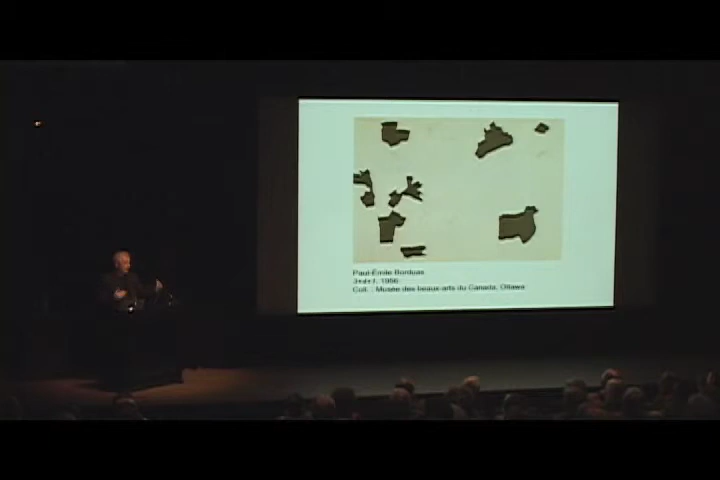 Paul-Émile Borduas
3+4+1, 1956
Coll. : Musée des beaux-arts du Canada, Ottawa